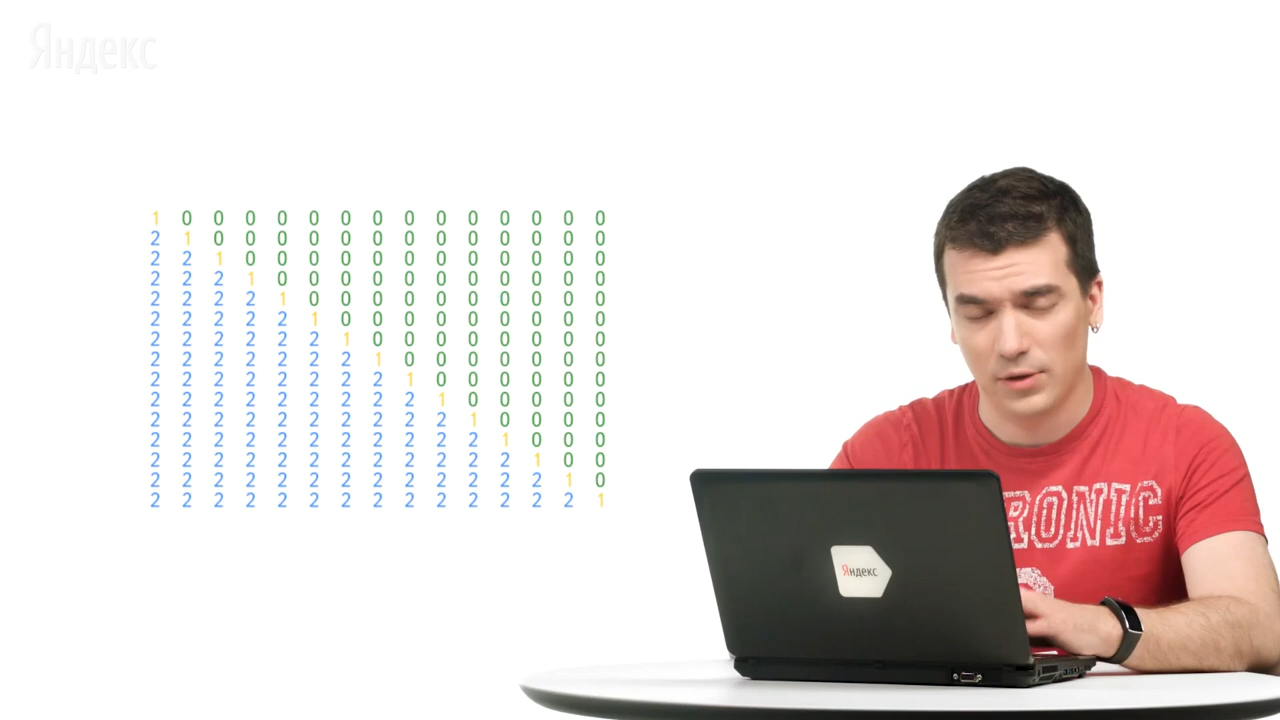 Яндекс
1 0 0 0 0 0 0 0 0 0 0 0 0 0 0
2 1 0 0 0 0 0 0 0 0 0 0 0 0 0
2 2 1 0 0 0 0 0 0 0 0 0 0 0 0
2 2 2 1 0 0 0 0 0 0 0 0 0 0 0
2 2 2 2 1 0 0 0 0 0 0 0 0 0 0
2 2 2 2 2 1 0 0 0 0 0 0 0 0 0
2 2 2 2 2 2 1 0 0 0 0 0 0 0 0
2 2 2 2 2 2 2 1 0 0 0 0 0 0 0
2 2 2 2 2 2 2 2 1 0 0 0 0 0 0
2 2 2 2 2 2 2 2 2 1 0 0 0 0 0
2 2 2 2 2 2 2 2 2 2 1 0 0 0 0
2 2 2 2 2 2 2 2 2 2 2 1 0 0 0
2 2 2 2 2 2 2 2 2 2 2 2 1 0 0
2 2 2 2 2 2 2 2 2 2 2 2 2 1 0
2 2 2 2 2 2 2 2 2 2 2 2 2 2 1
RONIC
Яндекс